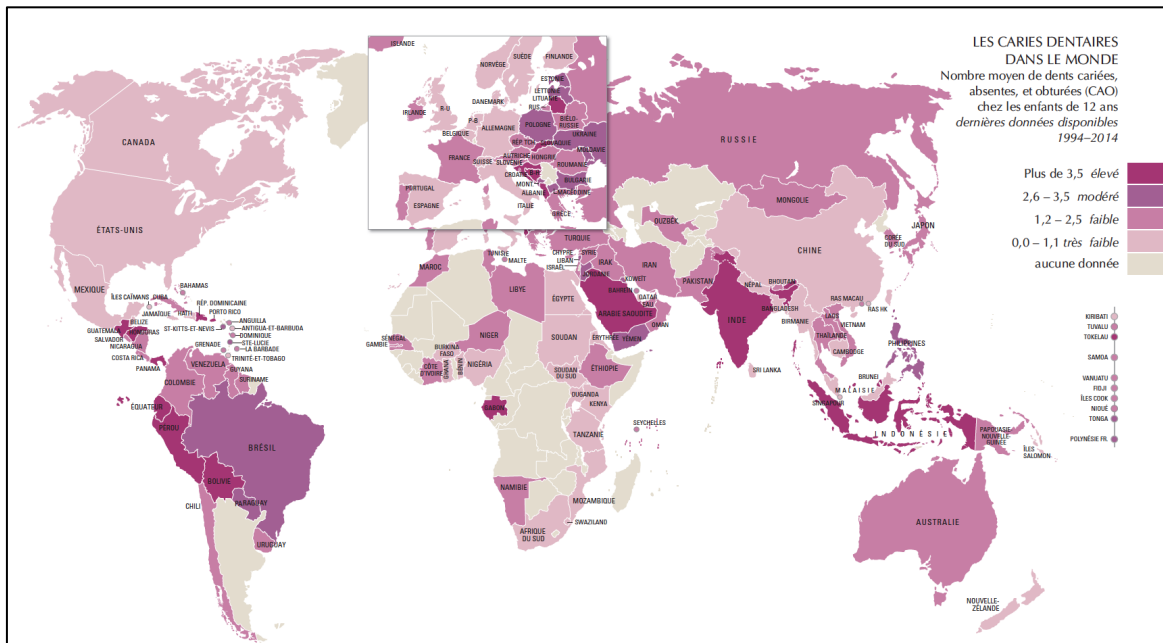 LES CARIES DENTAIRES
DANS LE MONDE
Nombre moyen de dents cariées,
absentes, et obturées (CAO)
chez les enfants de 12 ans
dernières données disponibles
1994–2014
Plus de 3,5 élevé
2,6 – 3,5 modéré
1,2 – 2,5 faible
0,0 – 1,1 très faible
aucune donnée
ISLANDE
SUÈDE
FINLANDE
NORVÈGE
ESTONIE
LETTONIE
LITUANIE
RUS.
DANEMARK
IRLANDE
R-U
P-B
BIÉLO-
RUSSIE
POLOGNE
ALLEMAGNE
BELGIQUE
UKRAINE
RÉP. TCH.
SLOVAQUIE
MOLDAVIE
FRANCE
AUTRICHE
HONGRIE
SUISSE
SLOVÉNIE
ROUMANIE
CROATIE
B-H
MONT.
BULGARIE
PORTUGAL
ALBANIE
MACÉDOINE
ESPAGNE
ITALIE
GRÈCE
CANADA
ÉTATS-UNIS
MEXIQUE
BAHAMAS
ÎLES CAÏMANS
CUBA
RÉP. DOMINICAINE
PORTO RICO
JAMAÏQUE
HAÏTI
BELIZE
ANGUILLA
GUATEMALA
HONDURAS
ST-KITTS-ET-NEVIS
ANTIGUA-ET-BARBUDA
SALVADOR
DOMINIQUE
NICARAGUA
STE-LUCIE
GRENADE
LA BARBADE
COSTA RICA
TRINITÉ-ET-TOBAGO
PANAMA
VENEZUELA
GUYANA
COLOMBIE
SURINAME
ÉQUATEUR
PÉROU
BRÉSIL
BOLIVIE
PARAGUAY
CHILI
URUGUAY
RUSSIE
MONGOLIE
OUZBÉK.
JAPON
CORÉE
DU SUD
CHINE
TURQUIE
TUNISIE
MALTE
CHYPRE
SYRIE
LIBAN
ISRAËL
IRAK
IRAN
JORDANIE
KOWEÏT
MAROC
LIBYE
ÉGYPTE
BAHREÏN
QATAR
EAU
PAKISTAN
NÉPAL
BHOUTAN
ARABIE SAOUDITE
OMAN
INDE
BANGLADESH
BIRMANIE
RAS MACAU
RAS HK
LAOS
VIETNAM
THAÏLANDE
CAMBODGE
PHILIPPINES
SÉNÉGAL
GAMBIE
NIGER
SOUDAN
ÉRYTHRÉE
YÉMEN
BURKINA
FASO
CÔTE
D'IVOIRE
GHANA
BÉNIN
NIGÉRIA
SOUDAN
DU SUD
ÉTHIOPIE
OUGANDA
KENYA
GABON
TANZANIE
SEYCHELLES
SRI LANKA
BRUNEI
MALAISIE
SINGAPOUR
INDONÉSIE
PAPOUASIE
NOUVELLE-
GUINÉE
ÎLES
SALOMON
NAMIBIE
MOZAMBIQUE
SWAZILAND
AFRIQUE
DU SUD
AUSTRALIE
NOUVELLE-
ZÉLANDE
KIRIBATI
TUVALU
TOKELAU
SAMOA
VANUATU
FIDJI
ÎLES COOK
NIOUÉ
TONGA
POLYNÉSIE FR.